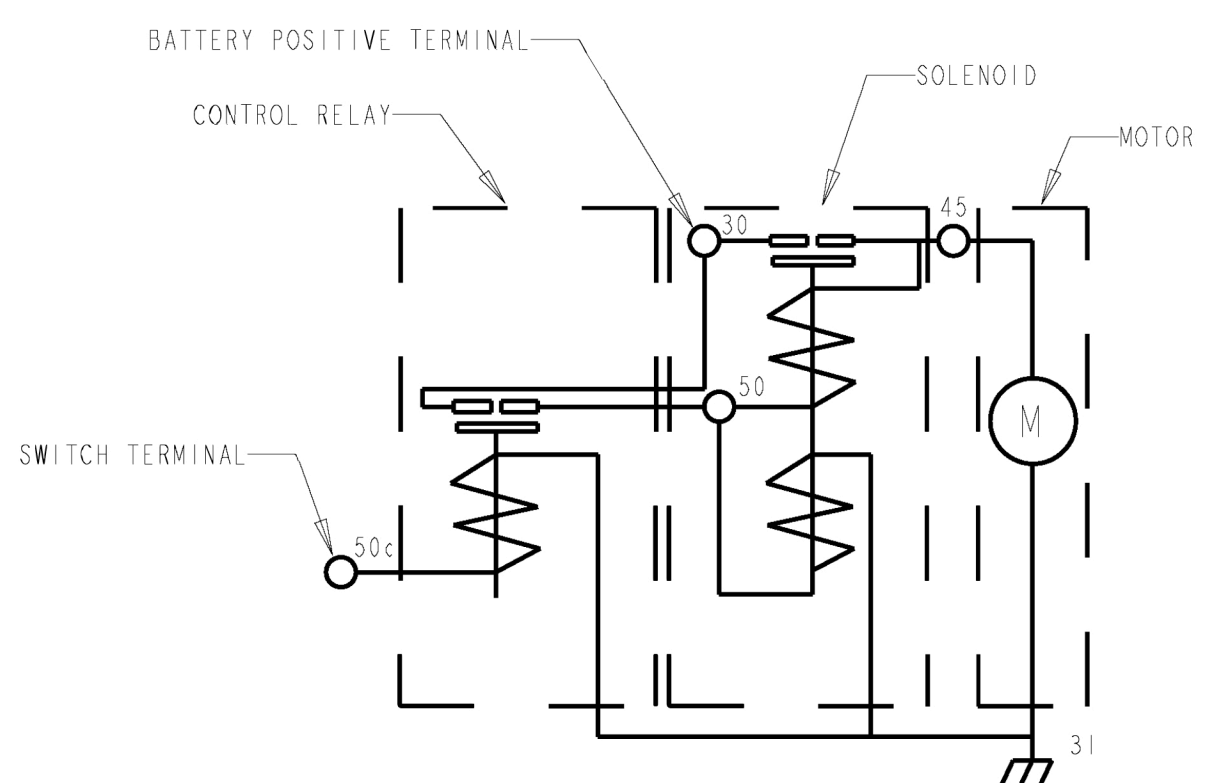 BATTERY POSITIVE TERMINAL
SOLENOID
CONTROL RELAY
MOTOR
30
45
50
M
SWITCH TERMINAL
50c
31